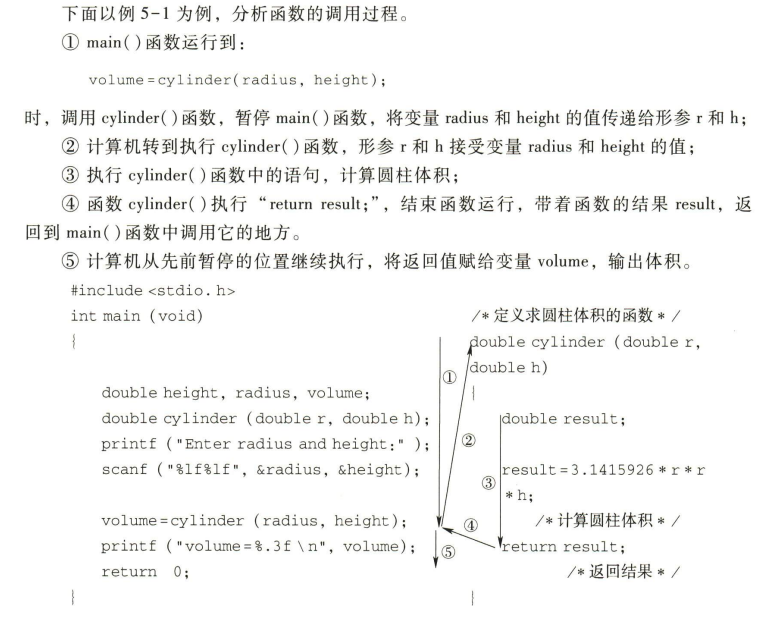 下面以例 5-1 为例，分析函数的调用过程。
① main( )函数运行到：
volume=cylinder(radius, height);
时，调用 cylinder( )函数，暂停 main( )函数，将变量 radius 和 height 的值传递给形参 r 和 h；
② 计算机转到执行 cylinder( )函数，形参 r 和 h 接受变量 radius 和 height 的值；
③ 执行 cylinder( )函数中的语句，计算圆柱体积；
④ 函数 cylinder( )执行“return result;”，结束函数运行，带着函数的结果 result，返
回到 main( )函数中调用它的地方。
⑤ 计算机从先前暂停的位置继续执行，将返回值赋给变量 volume，输出体积。
#include <stdio.h>
int main (void)
{
double height, radius, volume;
double cylinder (double r, double h);
printf ("Enter radius and height:" );
scanf ("%lf%lf", &radius, &height);
volume=cylinder (radius, height);
printf ("volume=%.3f \n", volume);
return 0;
}
①
②
③
④
⑤
/* 定义求圆柱体积的函数 * /
double cylinder (double r,
double h)
{
double result;
result=3.1415926 * r * r
* h;
/* 计算圆柱体积 * /
return result;
/* 返回结果 * /
}